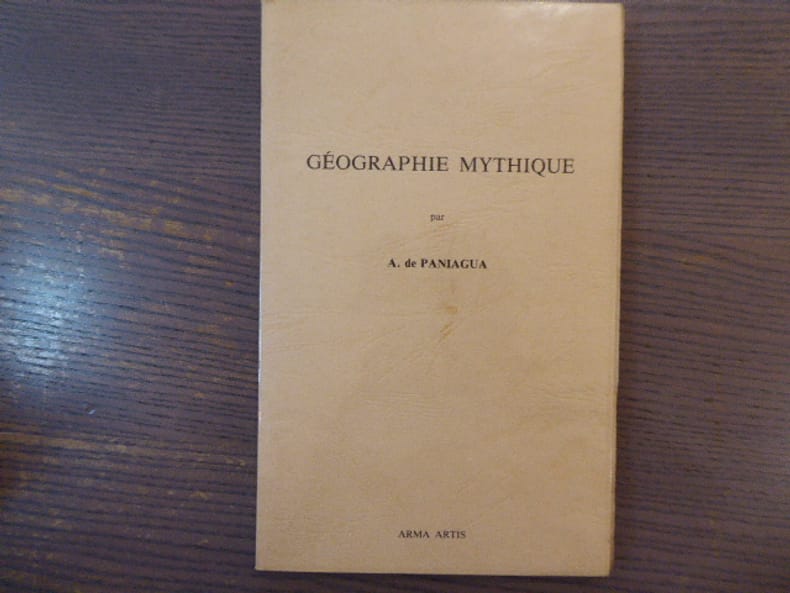 GÉOGRAPHIE MYTHIQUE
par
A. de PANIAGUA
ARMA ARTIS